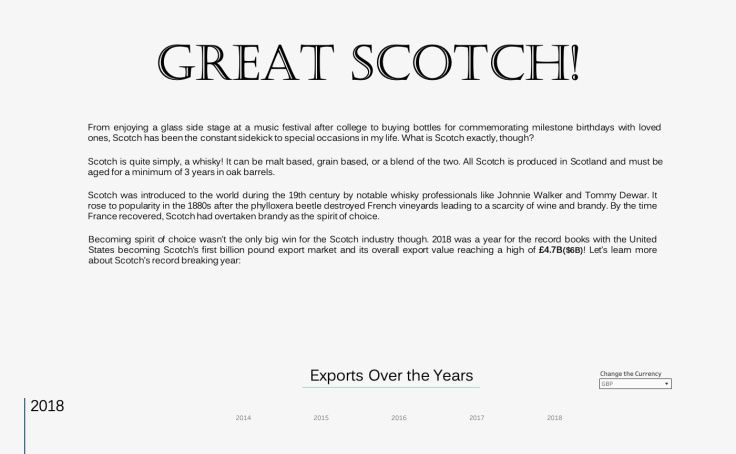 GREAT SCOTCH!
From enjoying a glass side stage at a music festival after college to buying bottles for commemorating milestone birthdays with loved
ones, Scotch has been the constant sidekick to special occasions in my life. What is Scotch exactly, though?
Scotch is quite simply, a whisky! It can be malt based, grain based, or a blend of the two. All Scotch is produced in Scotland and must be
aged for a minimum of 3 years in oak barrels.
Scotch was introduced to the world during the 19th century by notable whisky professionals like Johnnie Walker and Tommy Dewar. It
rose to popularity in the 1880s after the phylloxera beetle destroyed French vineyards leading to a scarcity of wine and brandy. By the time
France recovered, Scotch had overtaken brandy as the spirit of choice.
Becoming spirit of choice wasn't the only big win for the Scotch industry though. 2018 was a year for the record books with the United
States becoming Scotch's first billion pound export market and its overall export value reaching a high of £4.7B($6B)! Let's learn more
about Scotch's record breaking year:
Exports Over the Years
Change the Currency
GBP
2018
2014 2015 2016 2017 2018